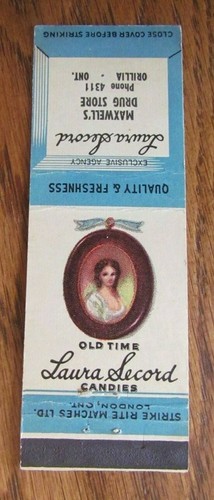 CLOSE COVER BEFORE STRIKING
EXCLUSIVE AGENCY
Laura Secord
MAXWELL'S
DRUG STORE
Phone 4311
ORILLIA - ONT.
QUALITY & FRESHNESS
OLD TIME
Laura Secord
CANDIES
STRIKE RITE MATCHES LTD.
LONDON, ONT.